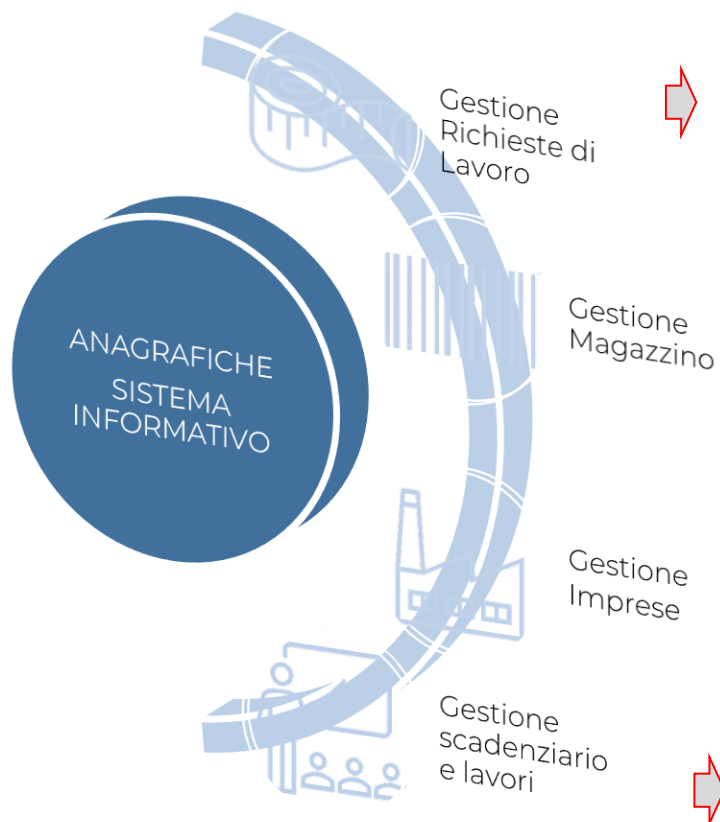 Gestione
Richieste di
Lavoro
ANAGRAFICHE
SISTEMA
INFORMATIVO
Gestione
Magazzino
Gestione
Imprese
Gestione
scadenziario
e lavori